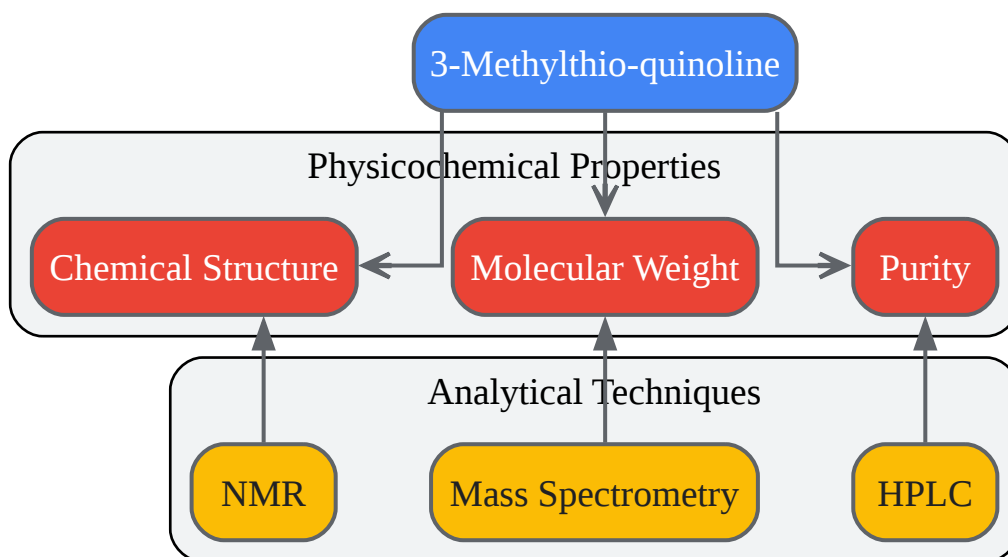 3-Methylthio-quinoline
Physicochemical Properties
Chemical Structure
Molecular Weight
Purity
Analytical Techniques
NMR
Mass Spectrometry
HPLC